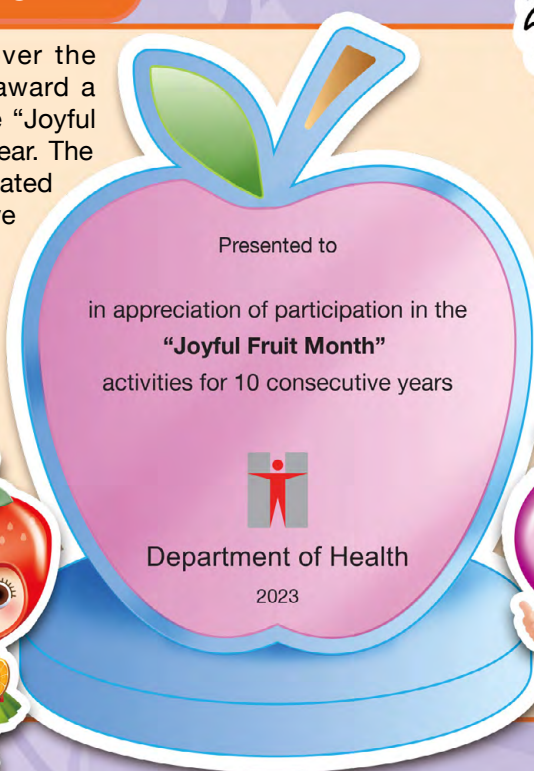 ver the
award a
“Joyful
ear. The
ated
Presented to
in appreciation of participation in the
“Joyful Fruit Month”
activities for 10 consecutive years
Department of Health
2023